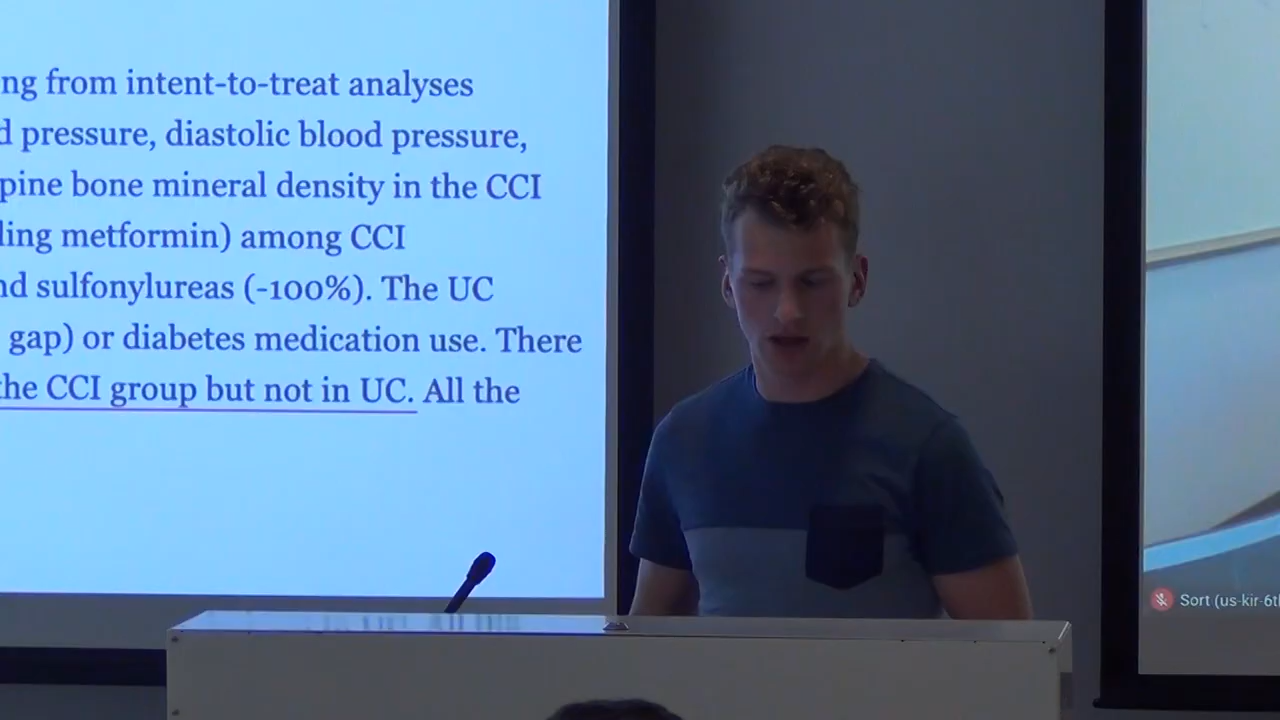 ng from intent-to-treat analyses
d pressure, diastolic blood pressure,
pine bone mineral density in the CCI
ling metformin) among CCI
nd sulfonylureas (-100%). The UC
gap) or diabetes medication use. There
the CCI group but not in UC. All the
Sort (us-kir-6th